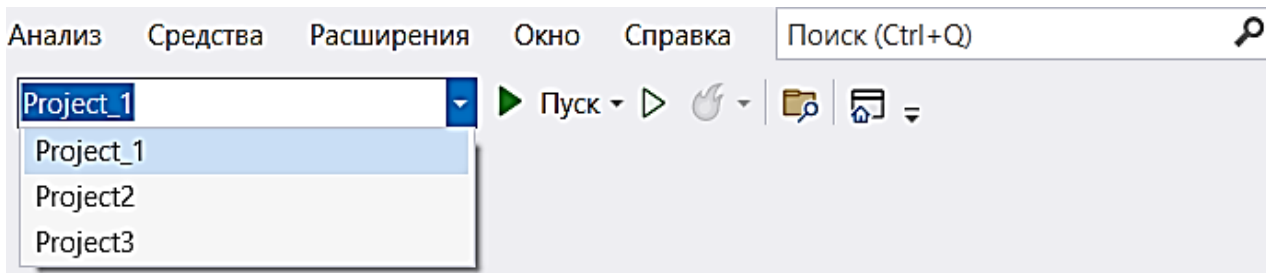 Анализ Средства Расширения Окно Справка Поиск (Ctrl+Q)
Project_1 Пуск
Project_1
Project2
Project3